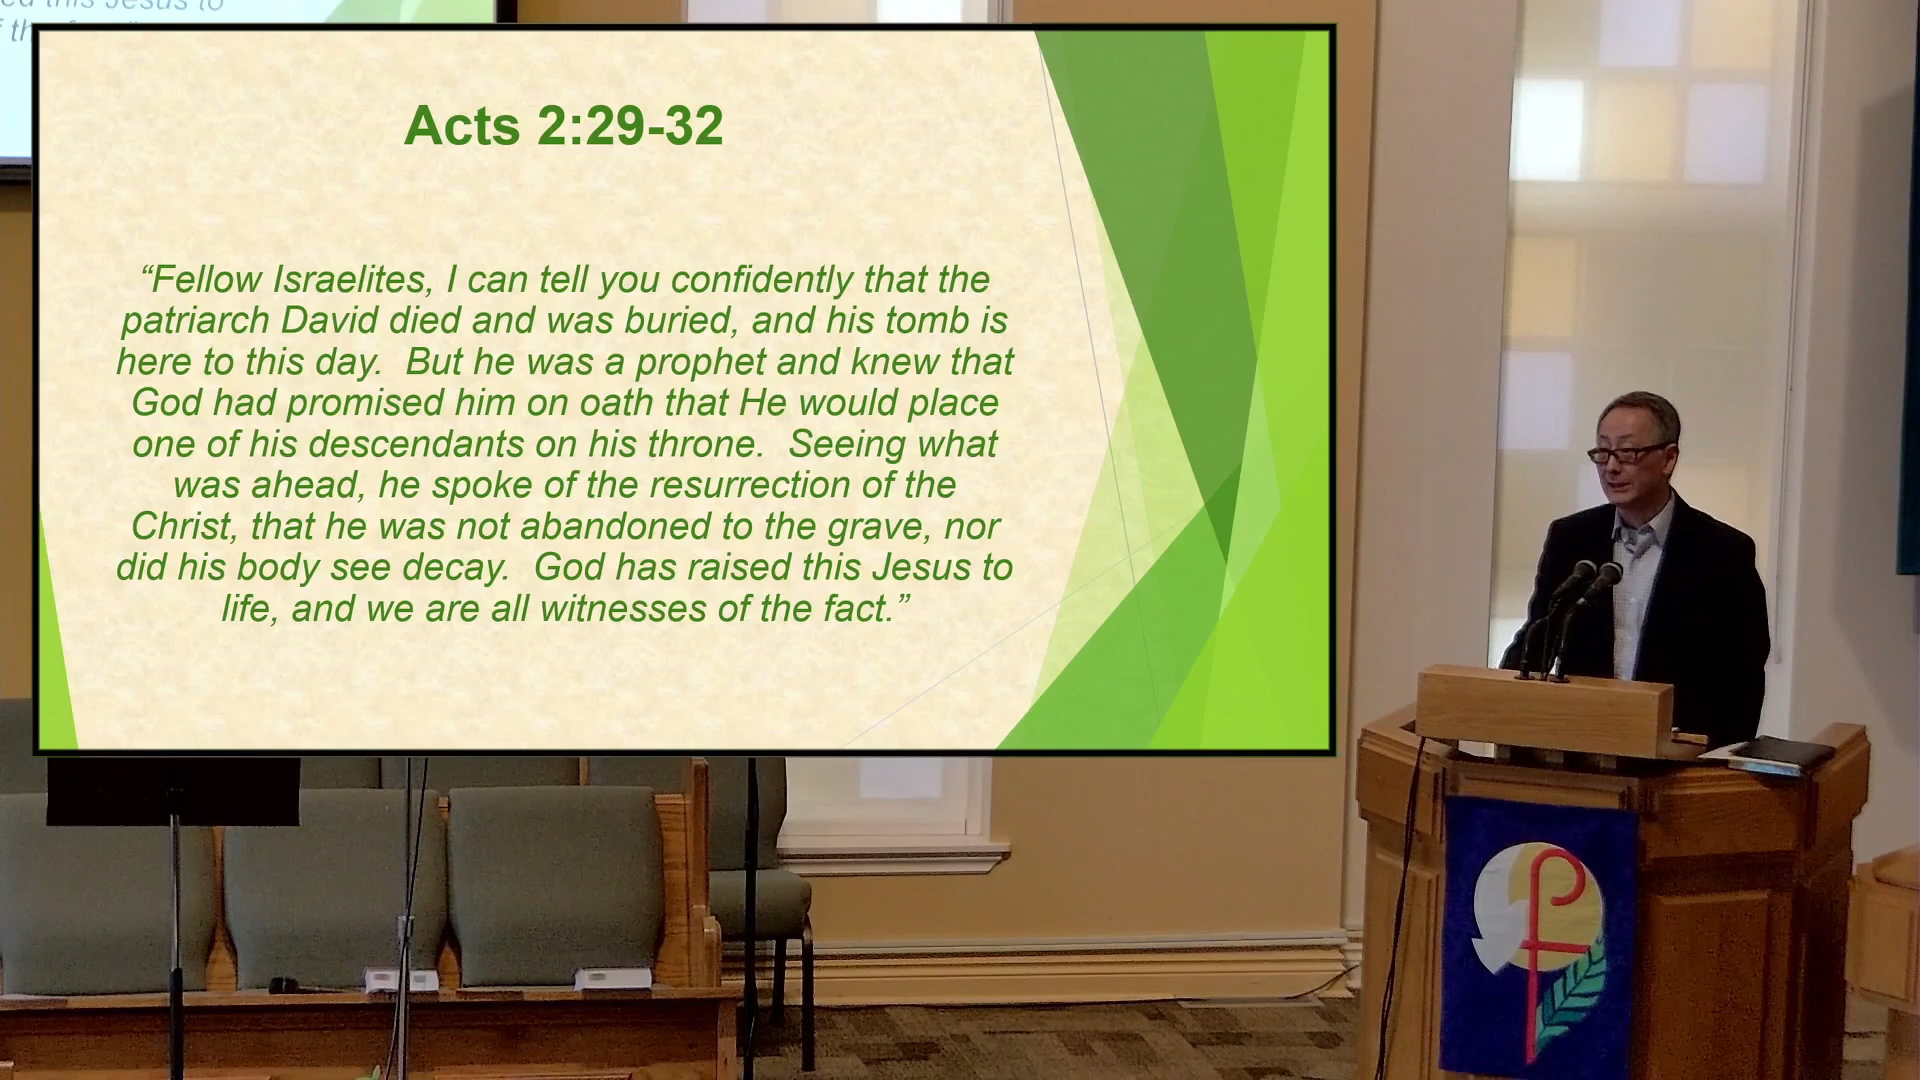 ed this Jesus to
Acts 2:29-32
“Fellow Israelites, I can tell you confidently that the
patriarch David died and was buried, and his tomb is
here to this day.  But he was a prophet and knew that
God had promised him on oath that He would place
one of his descendants on his throne.  Seeing what
was ahead, he spoke of the resurrection of the
Christ, that he was not abandoned to the grave, nor
did his body see decay.  God has raised this Jesus to
life, and we are all witnesses of the fact.”